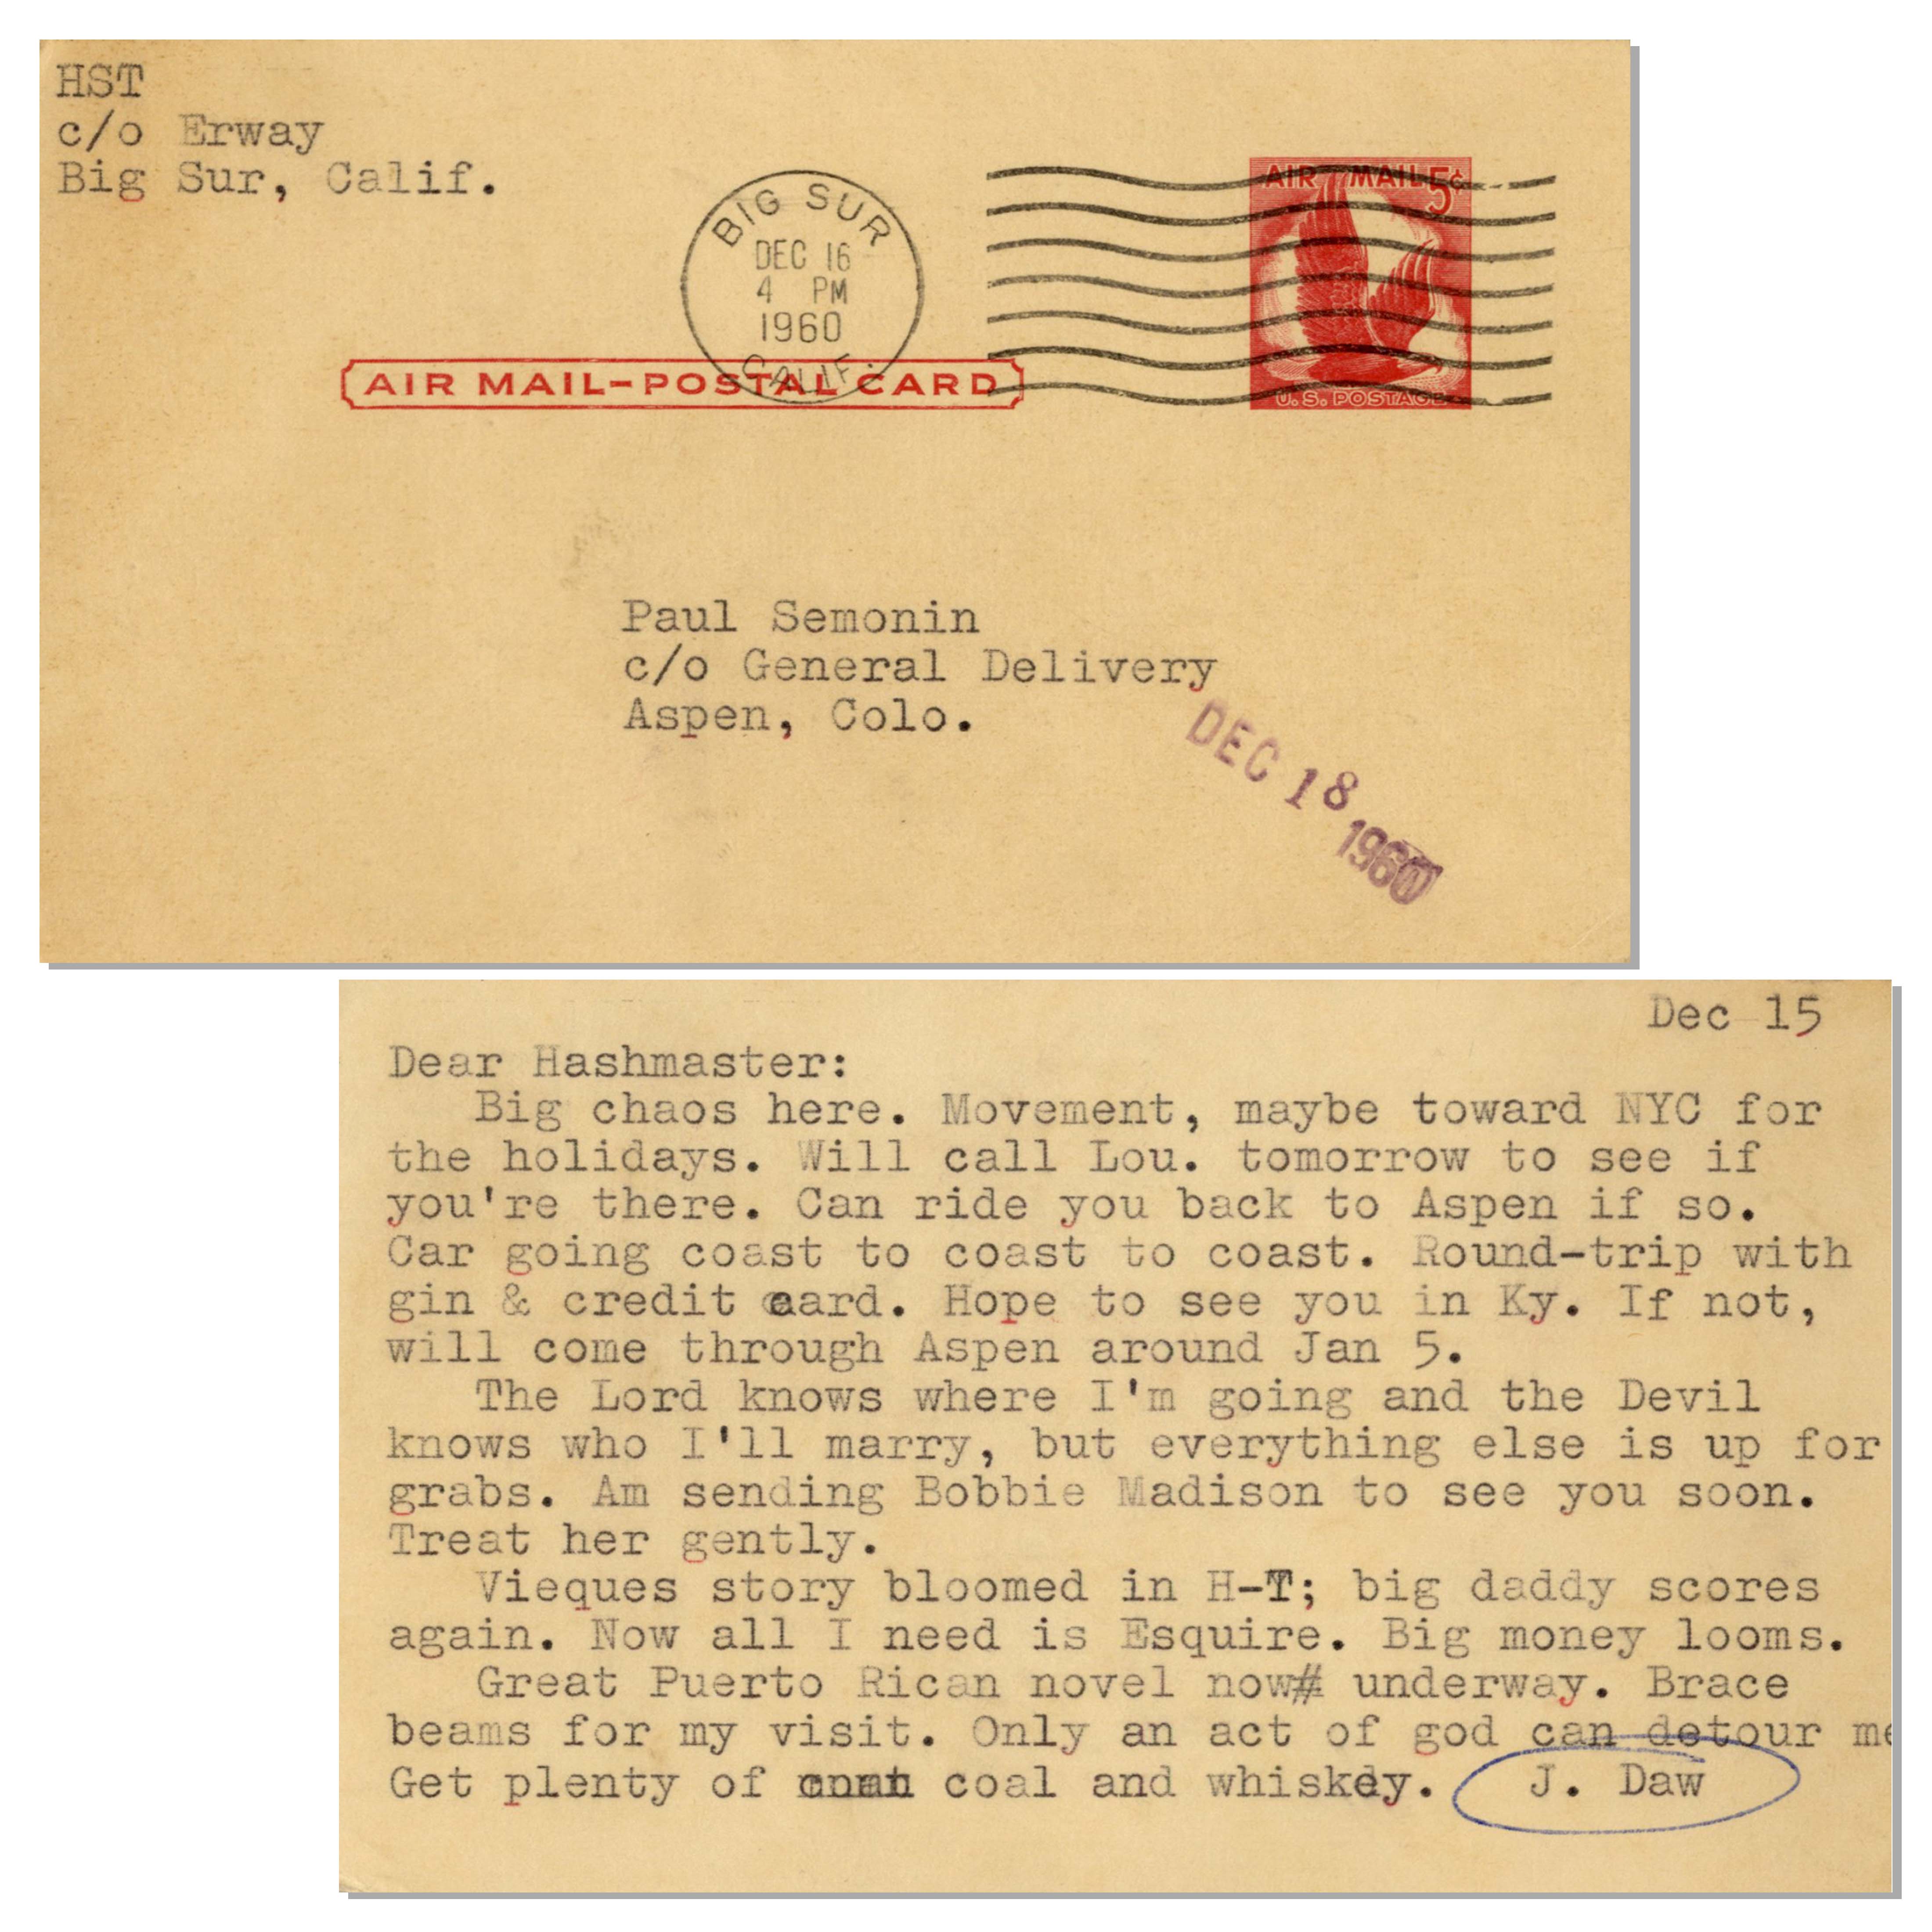 HST
c/o Erway
Big Sur, Calif.
BIG SUR
DEC 16
4 PM
1960
CALIF.
AIR MAIL 5¢
U.S. POSTAGE
AIR MAIL-POSTAL CARD
Paul Semonin
c/o General Delivery
Aspen, Colo.
DEC 18
1960
Dec 15
Dear Hashmaster:
Big chaos here. Movement, maybe toward NYC for
the holidays. Will call Lou. tomorrow to see if
you're there. Can ride you back to Aspen if so.
Car going coast to coast to coast. Round-trip with
gin & credit card. Hope to see you in Ky. If not,
will come through Aspen around Jan 5.
The Lord knows where I'm going and the Devil
knows who I'll marry, but everything else is up for
grabs. Am sending Bobbie Madison to see you soon.
Treat her gently.
Vieques story bloomed in H-T; big daddy scores
again. Now all I need is Esquire. Big money looms.
Great Puerto Rican novel now# underway. Brace
beams for my visit. Only an act of god can detour me
Get plenty of coal and whiskey. J. Daw